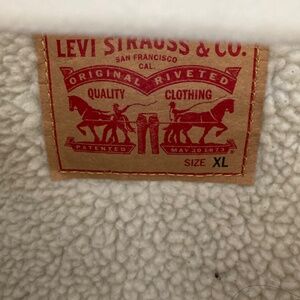 LEVI STRAUSS & CO.
SAN FRANCISCO
CAL.
ORIGINAL RIVETED
QUALITY CLOTHING
PATENTED MAY 20 1873
SIZE XL